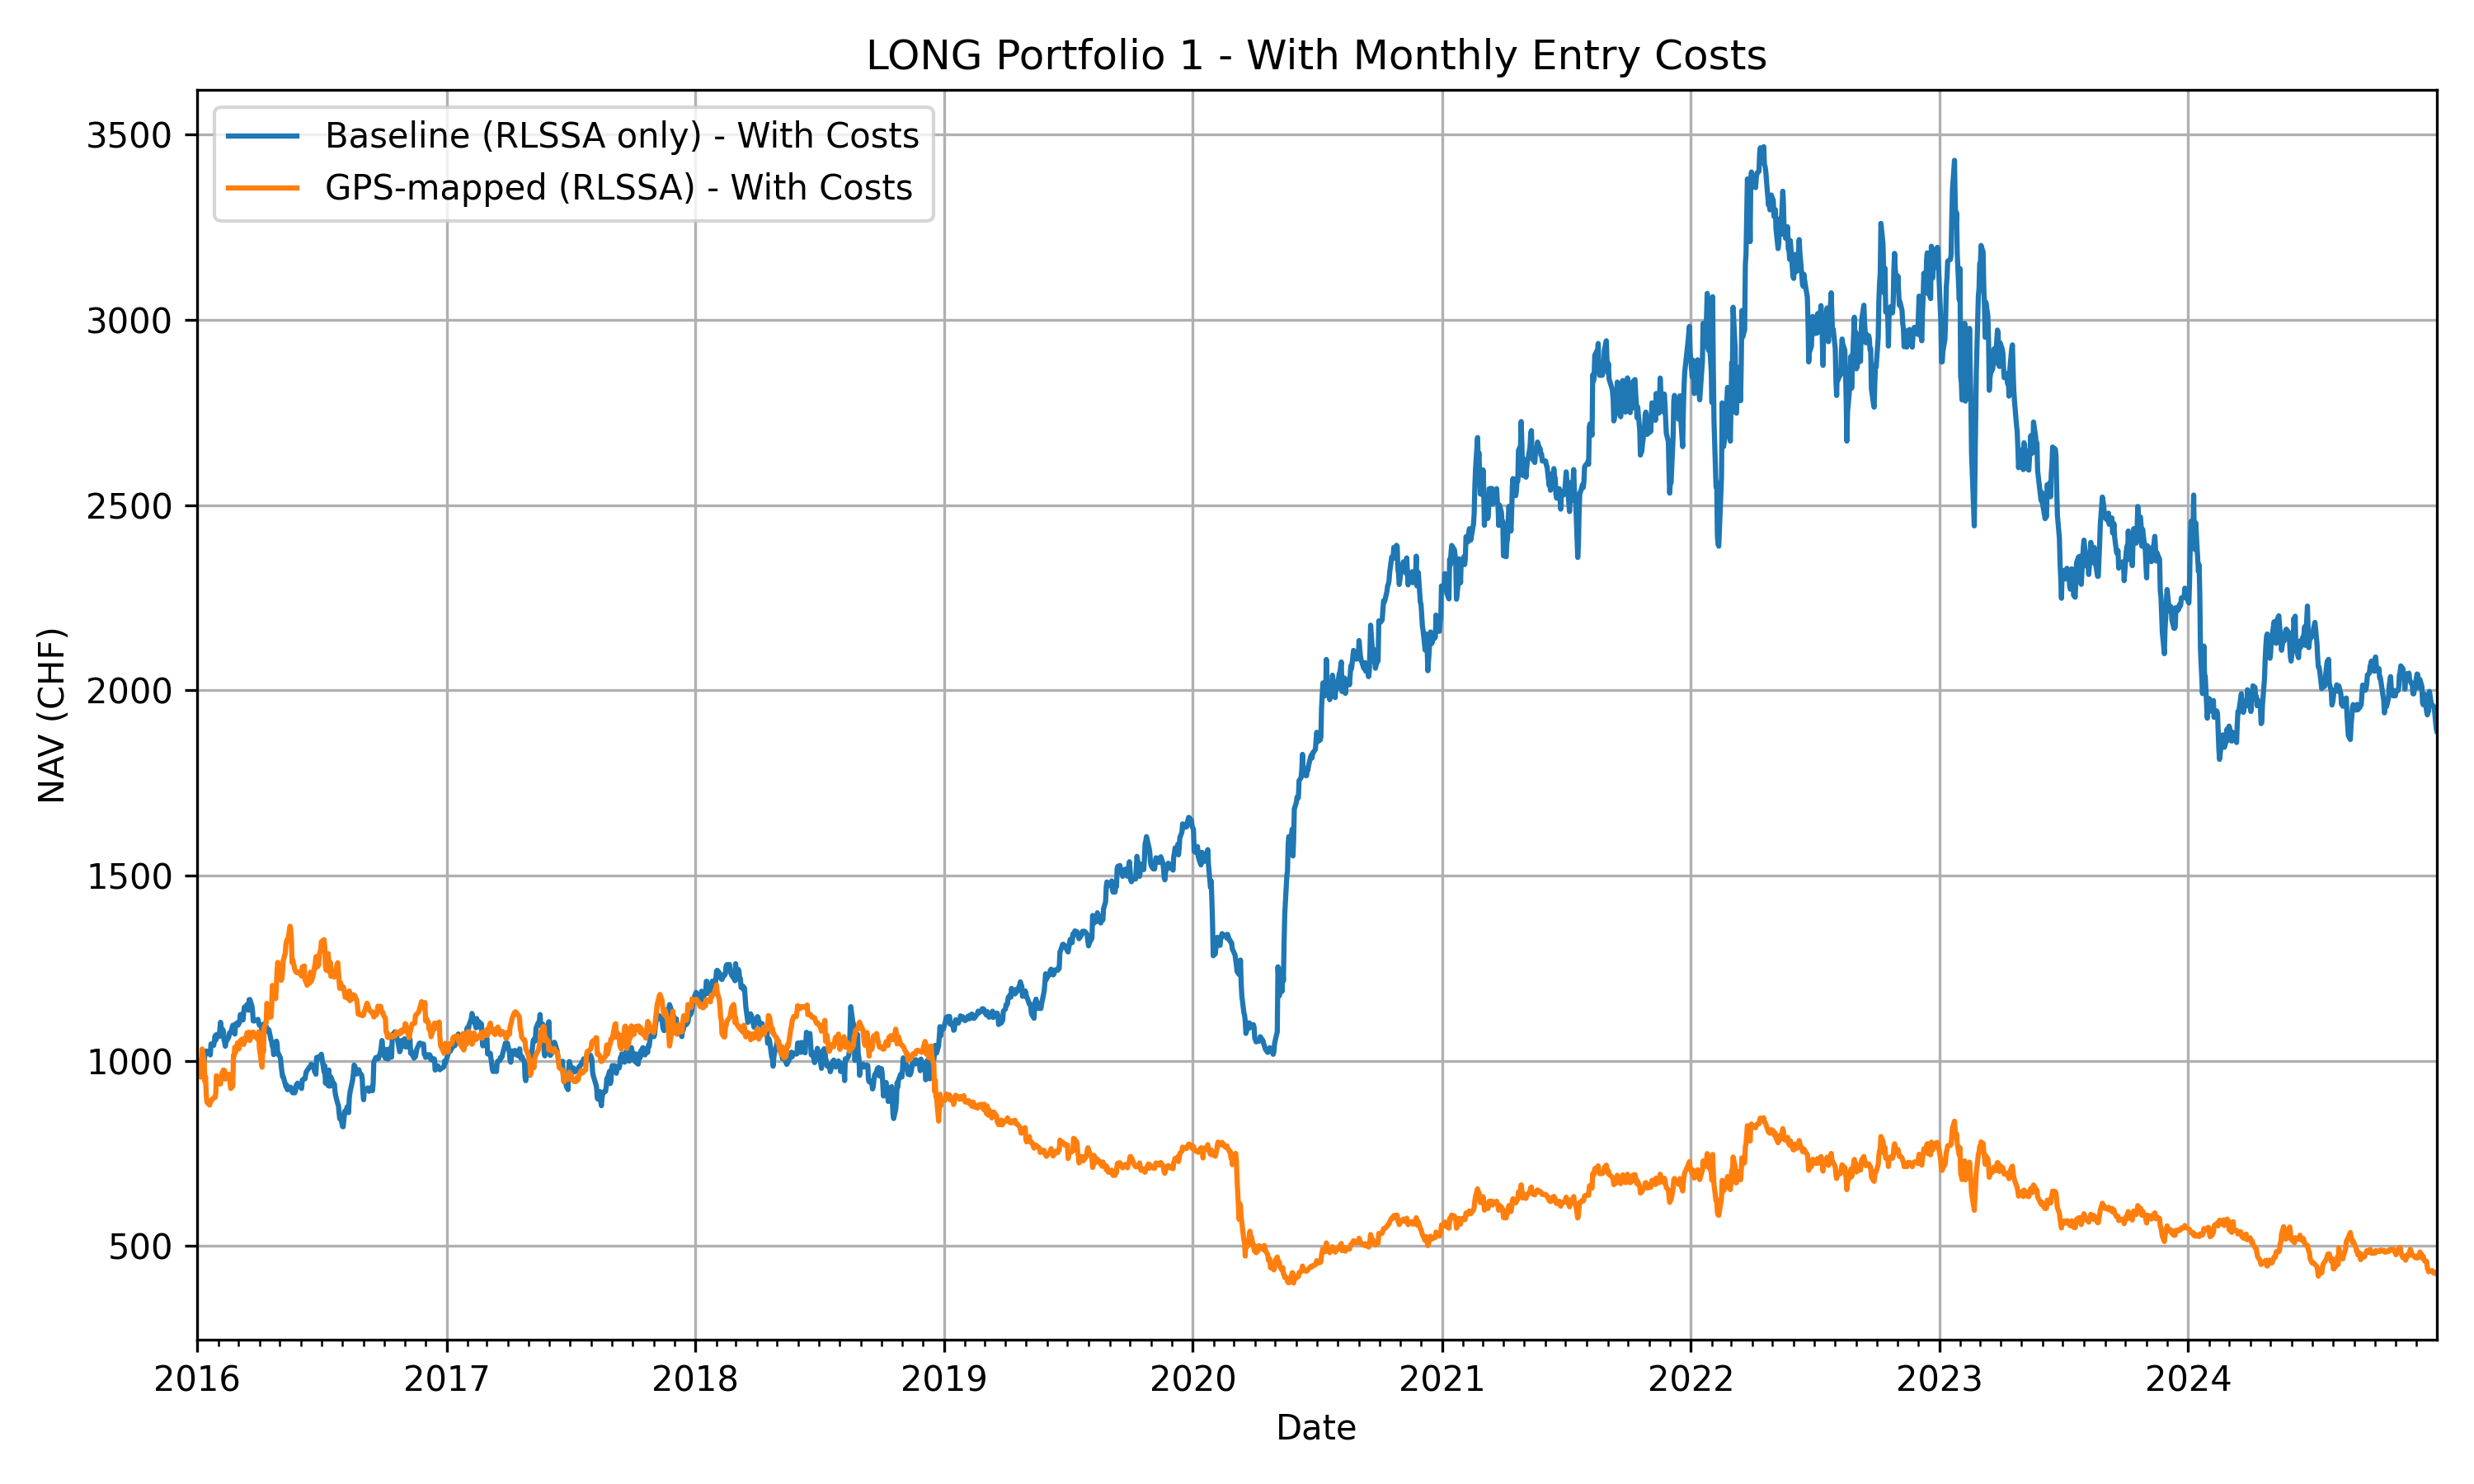 LONG Portfolio 1 - With Monthly Entry Costs
Baseline (RLSSA only) - With Costs
GPS-mapped (RLSSA) - With Costs
NAV (CHF)
3500
3000
2500
2000
1500
1000
500
2016 2017 2018 2019 2020 2021 2022 2023 2024
Date